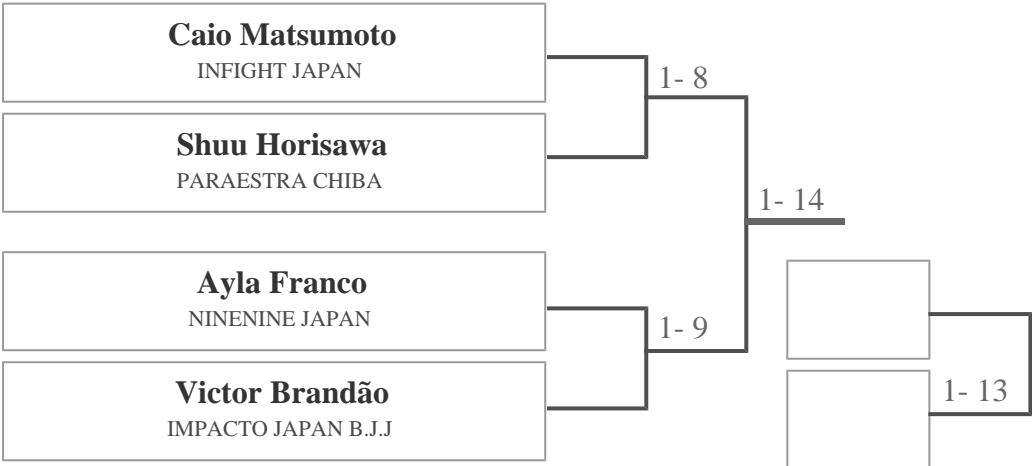 Caio Matsumoto
INFIGHT JAPAN
1- 8
Shuu Horisawa
PARAESTRA CHIBA
1- 14
Ayla Franco
NINENINE JAPAN
1- 9
Victor Brandão
IMPACTO JAPAN B.J.J
1- 13